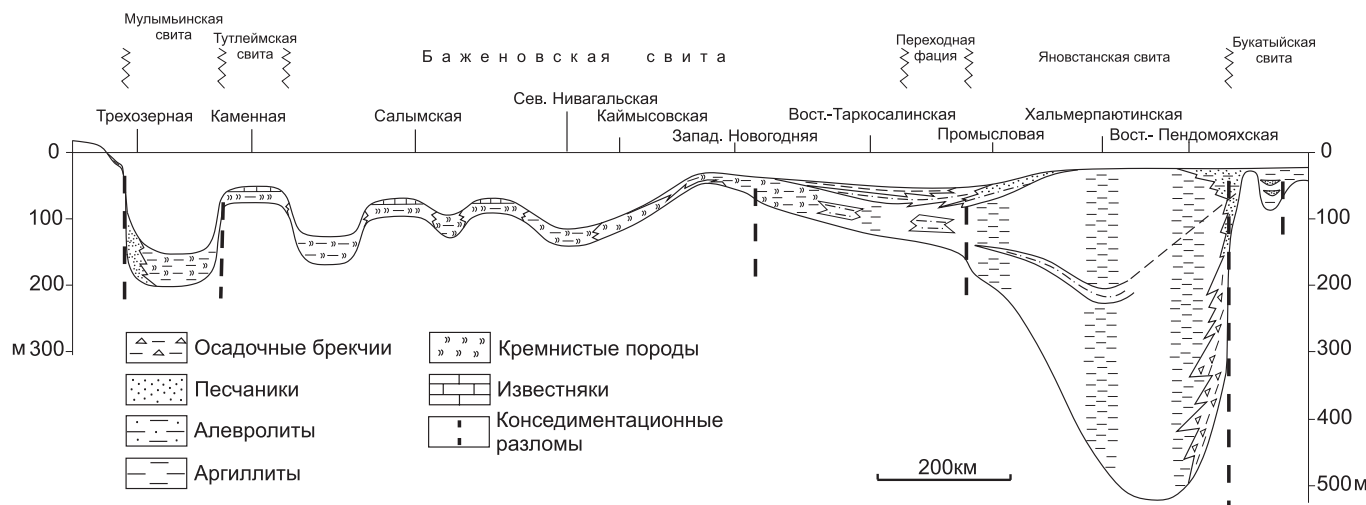 Мулымьинская
свита
Тутлеймская
свита
Баженовская свита
Переходная
фация
Яновстанская свита
Букатыйская
свита
Трехозерная
Каменная
Салымская
Сев. Нивагальская
Каймысовская
Запад. Новогодняя
Вост.-Таркосалинская
Промысловая
Хальмерпаютинская
Вост.- Пендомояхская
0
100
200
м 300
0
100
200
300
400
500 м
Осадочные брекчии
Песчаники
Алевролиты
Аргиллиты
Кремнистые породы
Известняки
Конседиментационные
разломы
200км